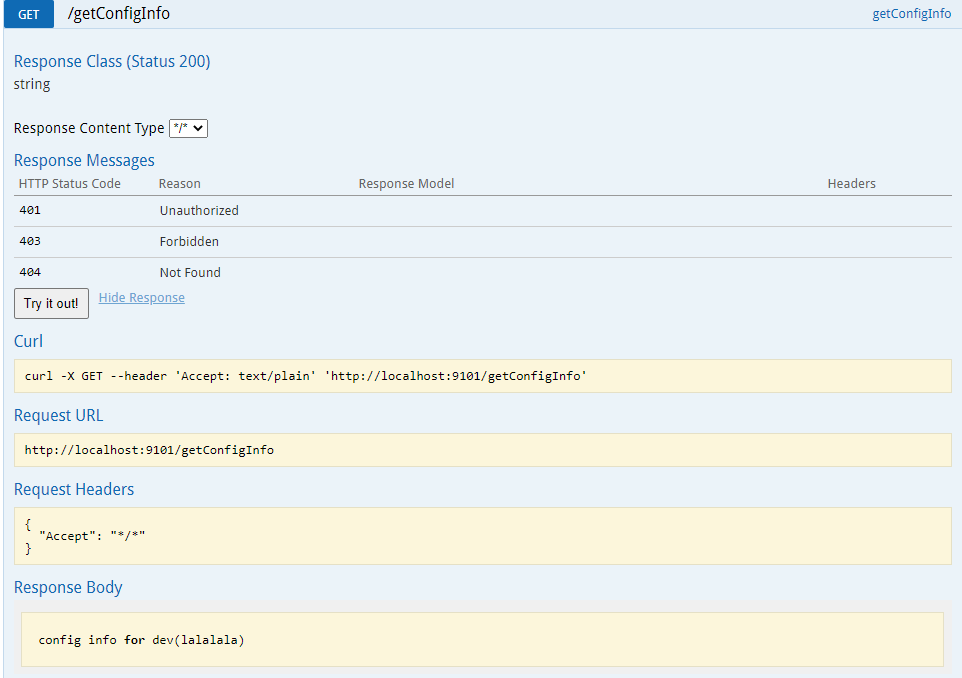 GET /getConfigInfo getConfigInfo
Response Class (Status 200)
string
Response Content Type */*
Response Messages
HTTP Status Code Reason Response Model Headers
401 Unauthorized
403 Forbidden
404 Not Found
Try it out! Hide Response
Curl
curl -X GET --header 'Accept: text/plain' 'http://localhost:9101/getConfigInfo'
Request URL
http://localhost:9101/getConfigInfo
Request Headers
{
"Accept": "*/*"
}
Response Body
config info for dev(lalalala)